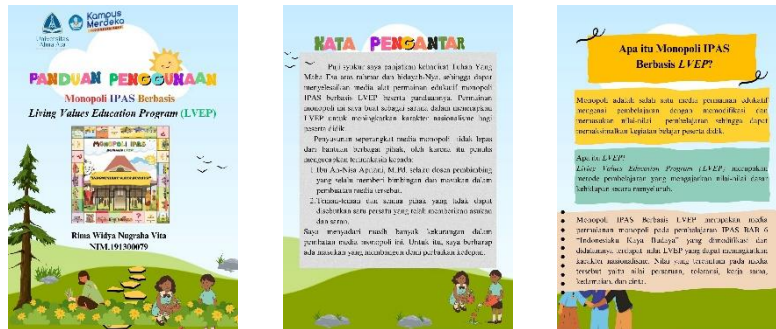 Universitas
Alma Ata
Kampus
Merdeka
PANDUAN PENGGUNAAN
Monopoli IPAS Berbasis
Living Values Education Program (LVEP)
MONOPOLI IPAS
"INDONESIAKU KAYA BUDAYA"
Rima Widya Nugraha Vita
NIM.191300079
KATA PENGANTAR
Puji syukur saya panjatkan kehadirat Tuhan Yang
Maha Esa atas rahmat dan hidayah-Nya, sehingga dapat
menyelesaikan media alat permainan edukatif monopoli
IPAS berbasis LVEP beserta panduannya. Permainan
monopoli ini saya buat sebagai sarana dalam menerapkan
LVEP untuk meningkatkan karakter nasionalisme bagi
peserta didik.
Penyusunan seperangkat media monopoli tidak lepas
dari bantuan berbagai pihak, oleh karena itu penulis
mengucapkan terimakasih kepada:
1. Ibu An-Nisa Apriani, M.Pd. selaku dosen pembimbing
yang selalu memberi bimbingan dan masukan dalam
pembuatan media tersebut.
2. Teman-teman dan semua pihak yang tidak dapat
disebutkan satu persatu yang telah memberikan asukan
dan saran.
Saya menyadari masih banyak kekurangan dalam
pembuatan media monopoli ini. Untuk itu, saya berharap
ada masukan yang membangun demi perbaikan kedepan.
Apa itu Monopoli IPAS
Berbasis LVEP?
Monopoli adalah salah satu media permainan edukatif
mengenai pembelajaran dengan memodifikasi dan
memasukan nilai-nilai pembelajaran sehingga dapat
memaksimalkan kegiatan belajar peserta didik.
Apa itu LVEP?
Living Values Education Program (LVEP) merupakan
metode pembelajaran yang mengajarkan nilai-nilai dasar
kehidupan secara menyeluruh.
Monopoli IPAS Berbasis LVEP merupakan media
permainan monopoli pada pembelajaran IPAS BAB 6
"Indonesiaku Kaya Budaya" yang dimodifikasi dan
didalamnya terdapat nilai LVEP yang dapat meningkatkan
karakter nasionalisme. Nilai yang termuat pada media
tersebut yaitu nilai persatuan, toleransi, kerja sama,
kedamaian, dan cinta.